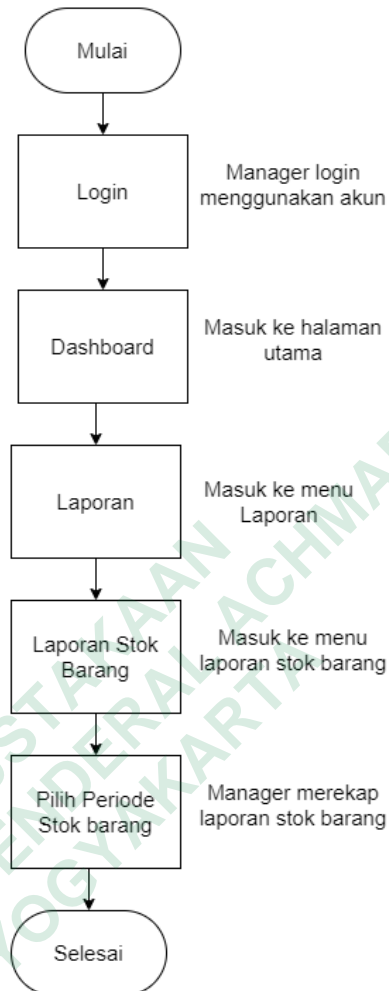 Mulai
Login
Manager login
menggunakan akun
Dashboard
Masuk ke halaman
utama
Laporan
Masuk ke menu
Laporan
Laporan Stok
Barang
Masuk ke menu
laporan stok barang
Pilih Periode
Stok barang
Manager merekap
laporan stok barang
Selesai
YOGYAKARTA